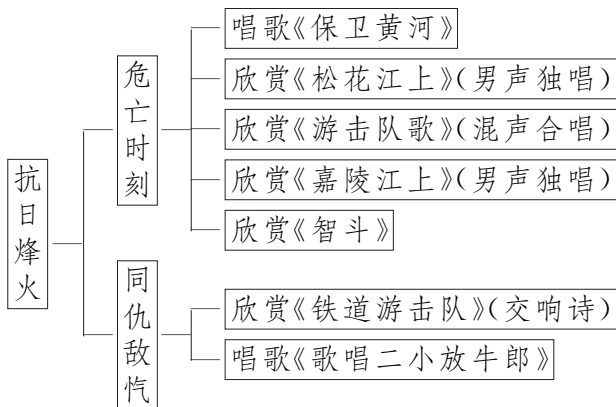 抗日烽火
危亡时刻
唱歌《保卫黄河》
欣赏《松花江上》(男声独唱)
欣赏《游击队歌》(混声合唱)
欣赏《嘉陵江上》(男声独唱)
欣赏《智斗》
同仇敌忾
欣赏《铁道游击队》(交响诗)
唱歌《歌唱二小放牛郎》